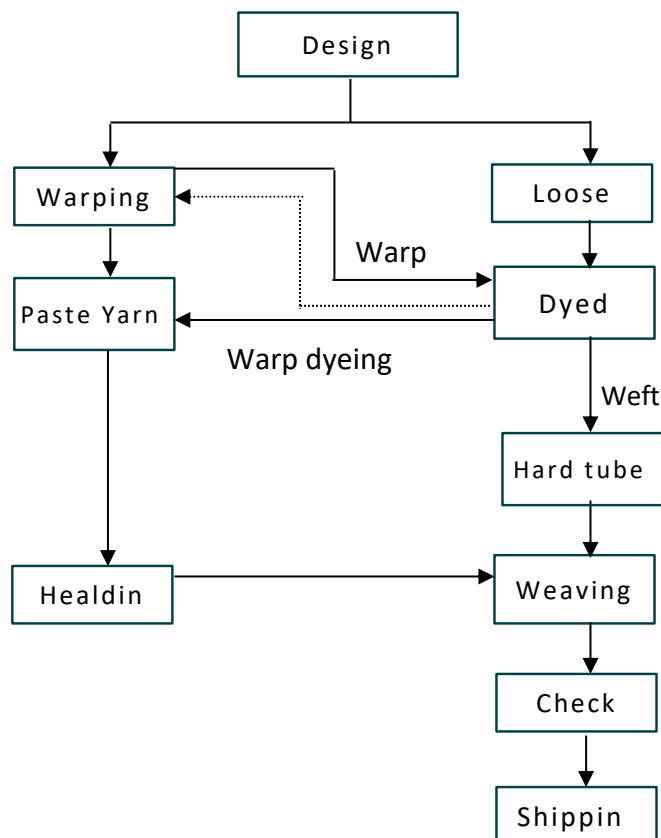 Design
Warping
Loose
Warp
Paste Yarn
Dyed
Warp dyeing
Weft
Hard tube
Healdin
Weaving
Check
Shippin